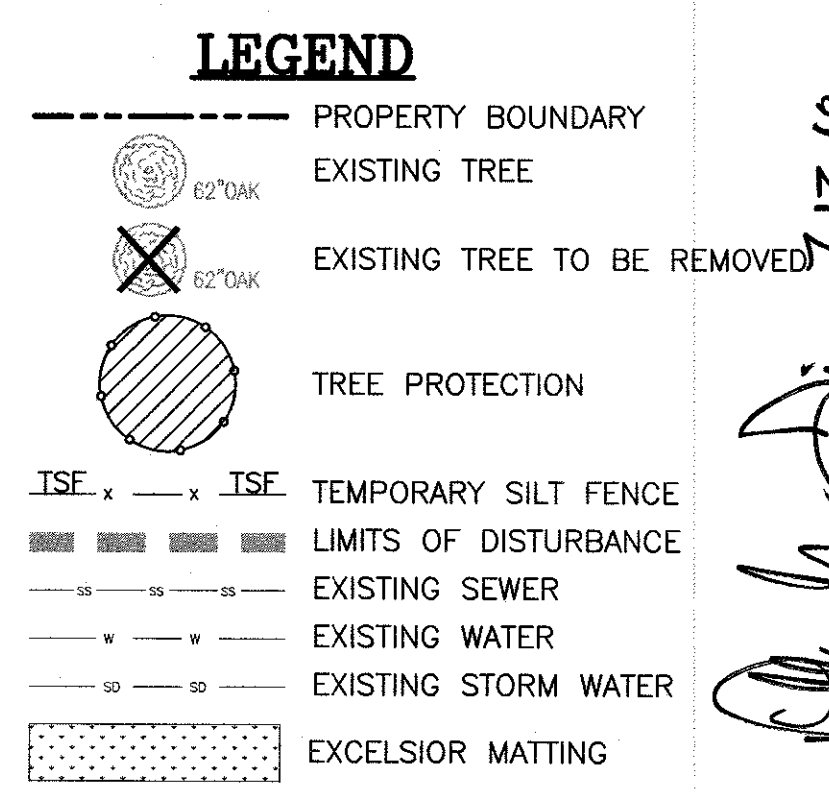 LEGEND
PROPERTY BOUNDARY
62"OAK EXISTING TREE
62"OAK EXISTING TREE TO BE REMOVED
TREE PROTECTION
TSF x x TSF TEMPORARY SILT FENCE
LIMITS OF DISTURBANCE
SS SS SS EXISTING SEWER
W W EXISTING WATER
SD SD EXISTING STORM WATER
EXCELSIOR MATTING